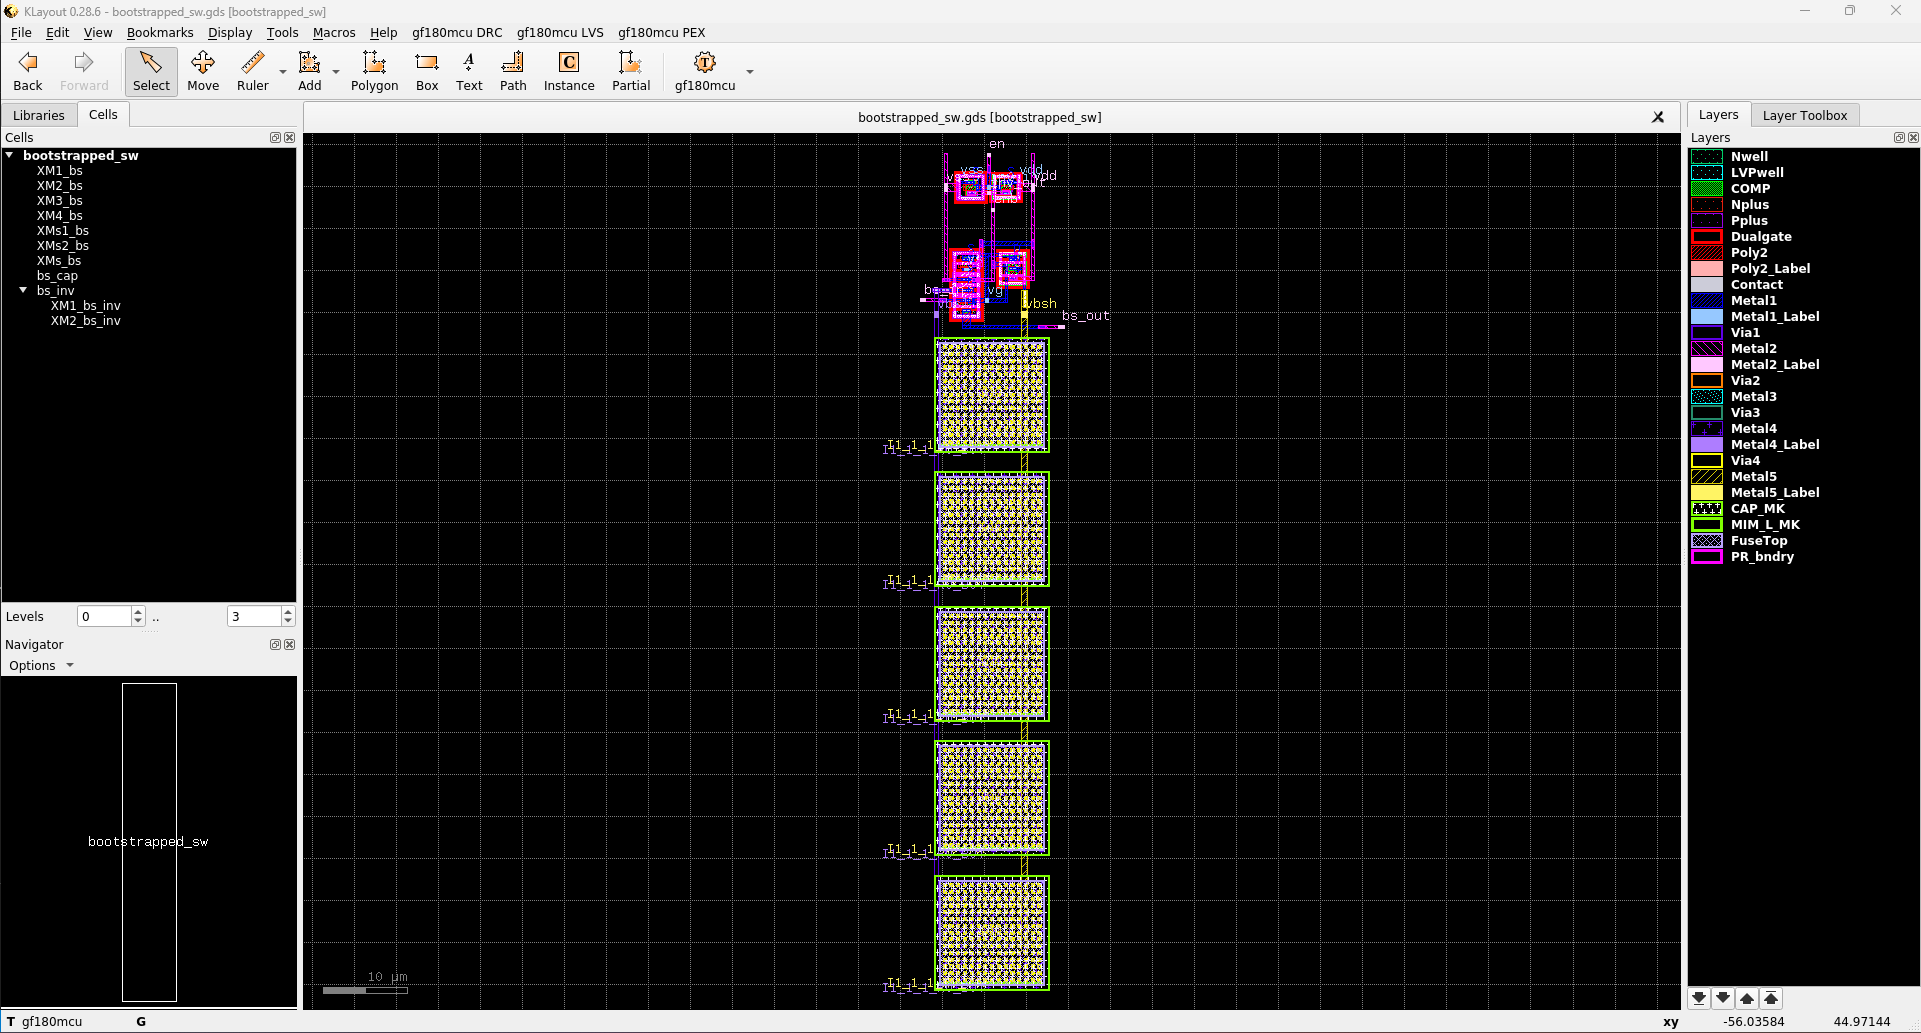 KLayout 0.28.6 - bootstrapped_sw.gds [bootstrapped_sw]
File Edit View Bookmarks Display Tools Macros Help gf180mcu DRC gf180mcu LVS gf180mcu PEX
Back Forward Select Move Ruler Add Polygon Box Text Path Instance Partial gf180mcu
Libraries Cells
Cells
bootstrapped_sw
XM1_bs
XM2_bs
XM3_bs
XM4_bs
XMs1_bs
XMs2_bs
XMs_bs
bs_cap
bs_inv
XM1_bs_inv
XM2_bs_inv
Levels 0 .. 3
Navigator
Options
bootstrapped_sw
bootstrapped_sw.gds [bootstrapped_sw]
en
vss vdd
vdd
vg
vbsh
bs_out
I1_1_1
I1_1_1
I1_1_1
I1_1_1
I1_1_1
10 µm
Layers Layer Toolbox
Layers
Nwell
LVPwell
COMP
Nplus
Pplus
Dualgate
Poly2
Poly2_Label
Contact
Metal1
Metal1_Label
Via1
Metal2
Metal2_Label
Via2
Metal3
Via3
Metal4
Metal4_Label
Via4
Metal5
Metal5_Label
CAP_MK
MIM_L_MK
FuseTop
PR_bndry
T gf180mcu G xy -56.03584 44.97144